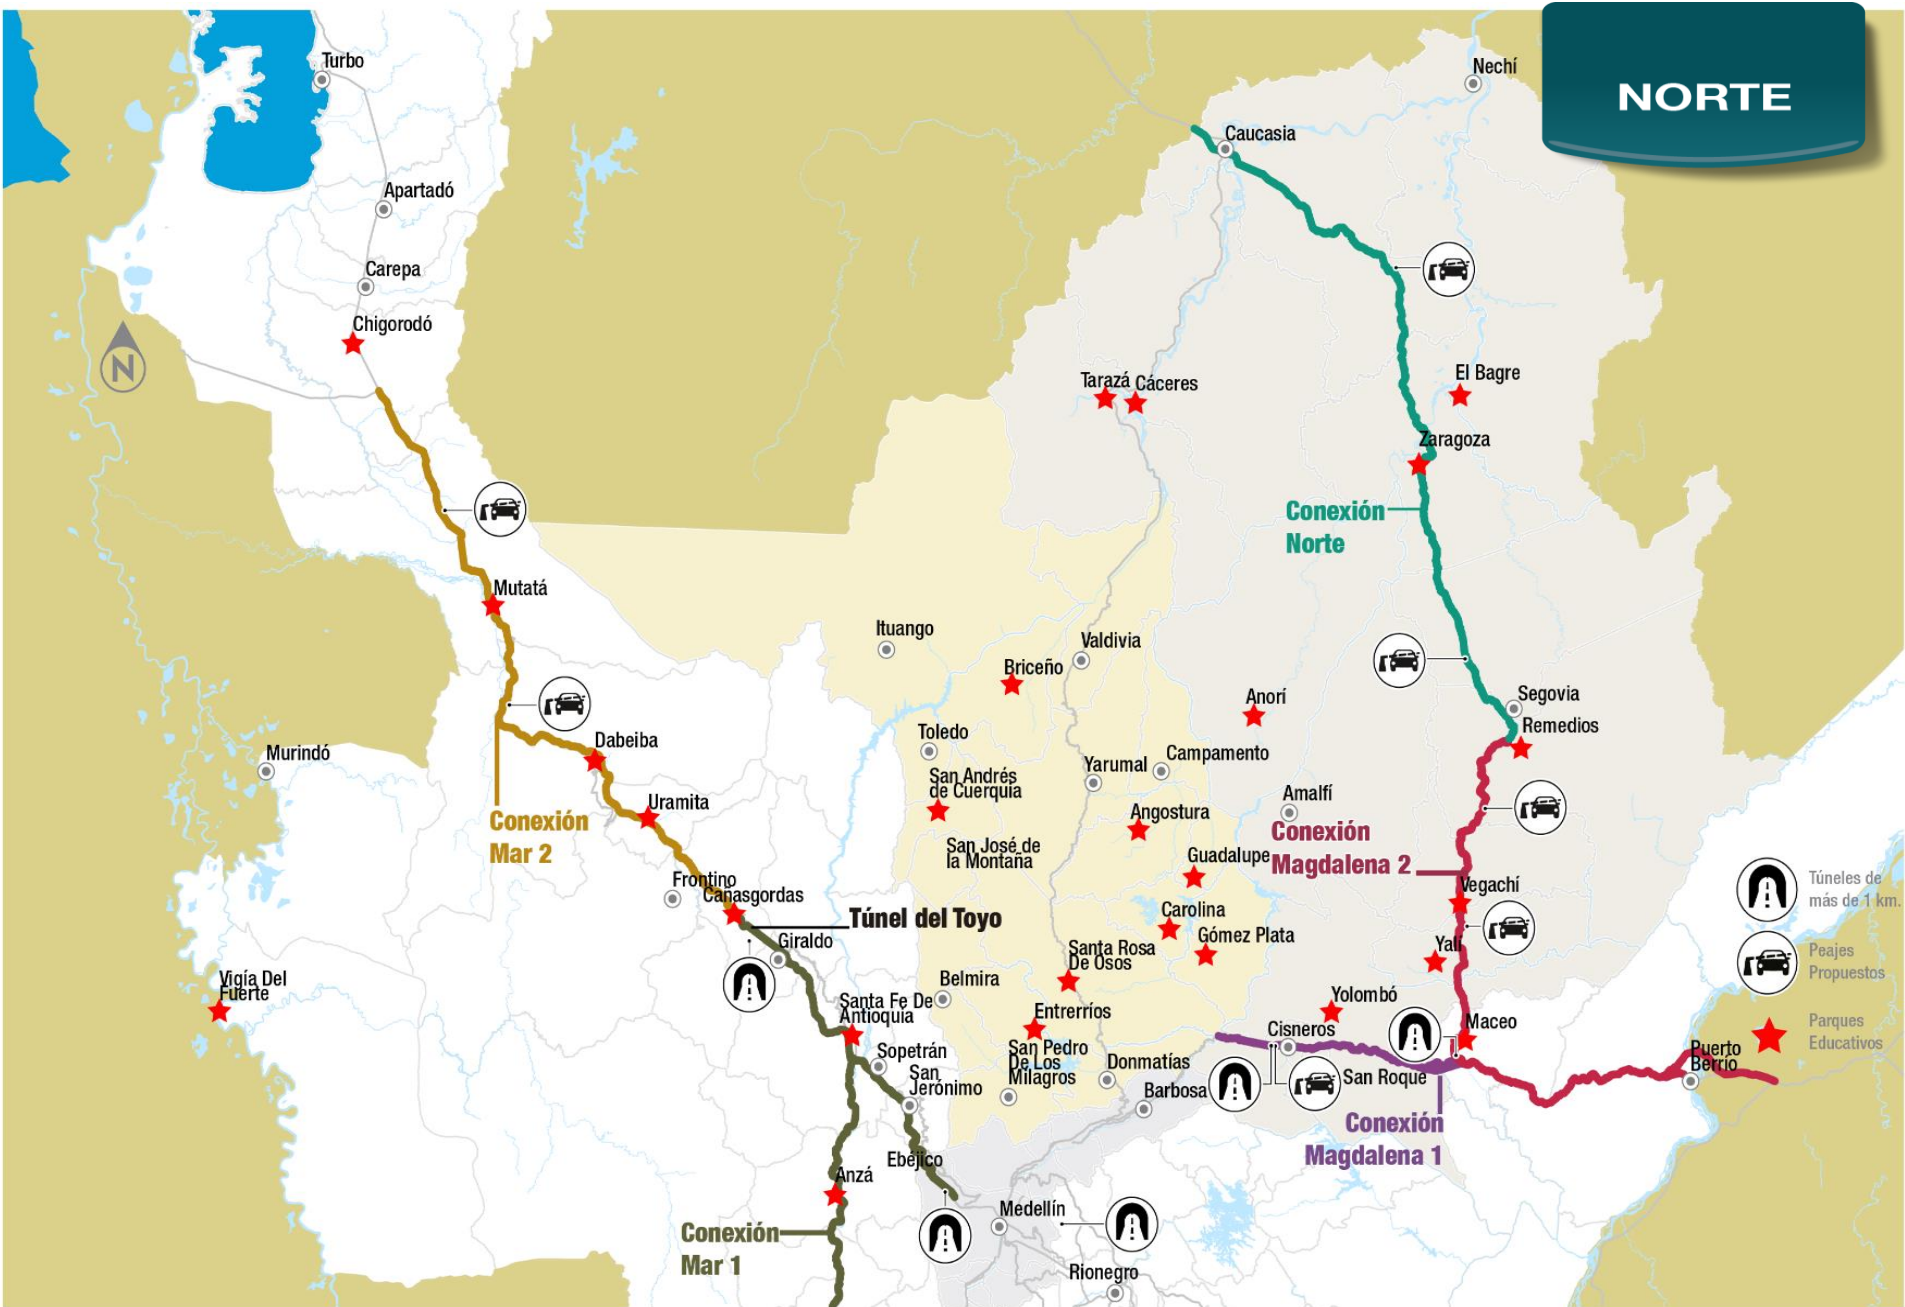 NORTE
Turbo
Nechí
Caucasia
Apartadó
Carepa
Chigorodó
N
Tarazá
Cáceres
El Bagre
Zaragoza
Conexión
Norte
Mutatá
Ituango
Valdivia
Briceño
Anorí
Segovia
Remedios
Murindó
Dabeiba
Toledo
Campamento
Yarumal
San Andrés
de Cuerquia
Uramita
Angostura
Amalfí
Conexión
Mar 2
Conexión
Magdalena 2
San José de
la Montaña
Guadalupe
Frontino
Cañasgordas
Vegachí
Túneles de
más de 1 km.
Túnel del Toyo
Carolina
Giraldo
Gómez Plata
Santa Rosa
De Osos
Yalí
Peajes
Propuestos
Vigía Del
Fuerte
Belmira
Santa Fe De
Antioquia
Yolombó
Entrerríos
Cisneros
Maceo
Parques
Educativos
Sopetrán
San Pedro
De Los
Milagros
Donmatías
Puerto
Berrío
San
Jerónimo
Barbosa
San Roque
Conexión
Magdalena 1
Ebéjico
Anzá
Medellín
Conexión
Mar 1
Rionegro